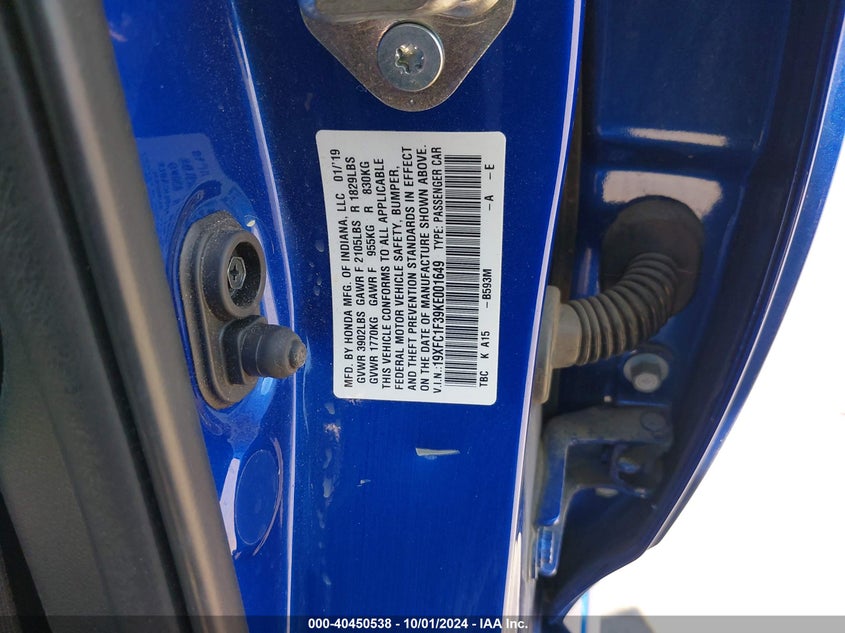 MFD. BY HONDA MFG. OF INDIANA, LLC 01/'19
GVWR 3902LBS GAWR F 2105LBS R 1829LBS
GVWR 1770KG GAWR F 955KG R 830KG
THIS VEHICLE CONFORMS TO ALL APPLICABLE
FEDERAL MOTOR VEHICLE SAFETY, BUMPER,
AND THEFT PREVENTION STANDARDS IN EFFECT
ON THE DATE OF MANUFACTURE SHOWN ABOVE.
V.I.N.:19XFC1F39KE001649 TYPE: PASSENGER CAR
TBC K A15 -B593M -A -E
000-40450538 - 10/01/2024 - IAA Inc.